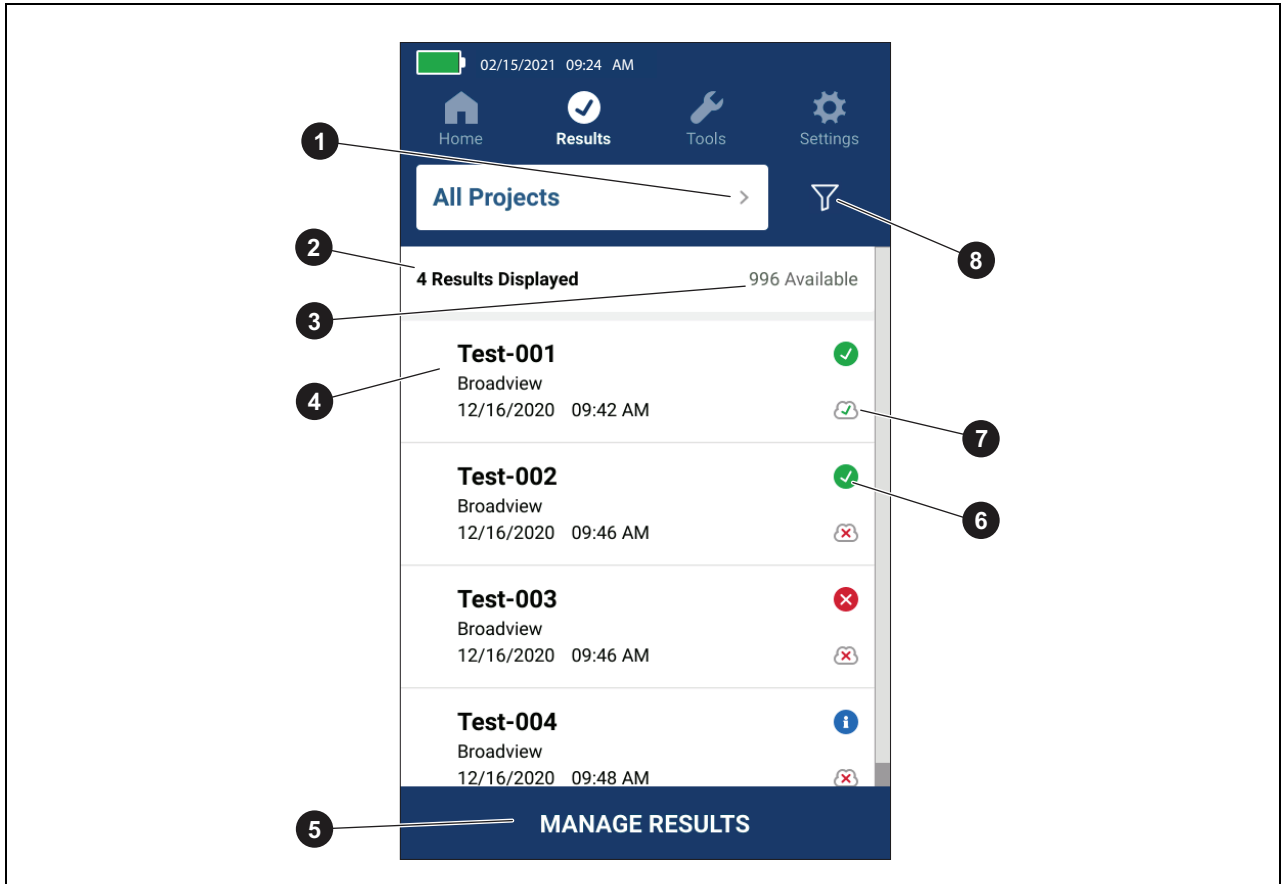 02/15/2021 09:24 AM
Home Results Tools Settings
1
All Projects
8
2
4 Results Displayed 996 Available
3
Test-001
Broadview
4
12/16/2020 09:42 AM
7
Test-002
Broadview
6
12/16/2020 09:46 AM
Test-003
Broadview
12/16/2020 09:46 AM
Test-004
Broadview
12/16/2020 09:48 AM
5
MANAGE RESULTS